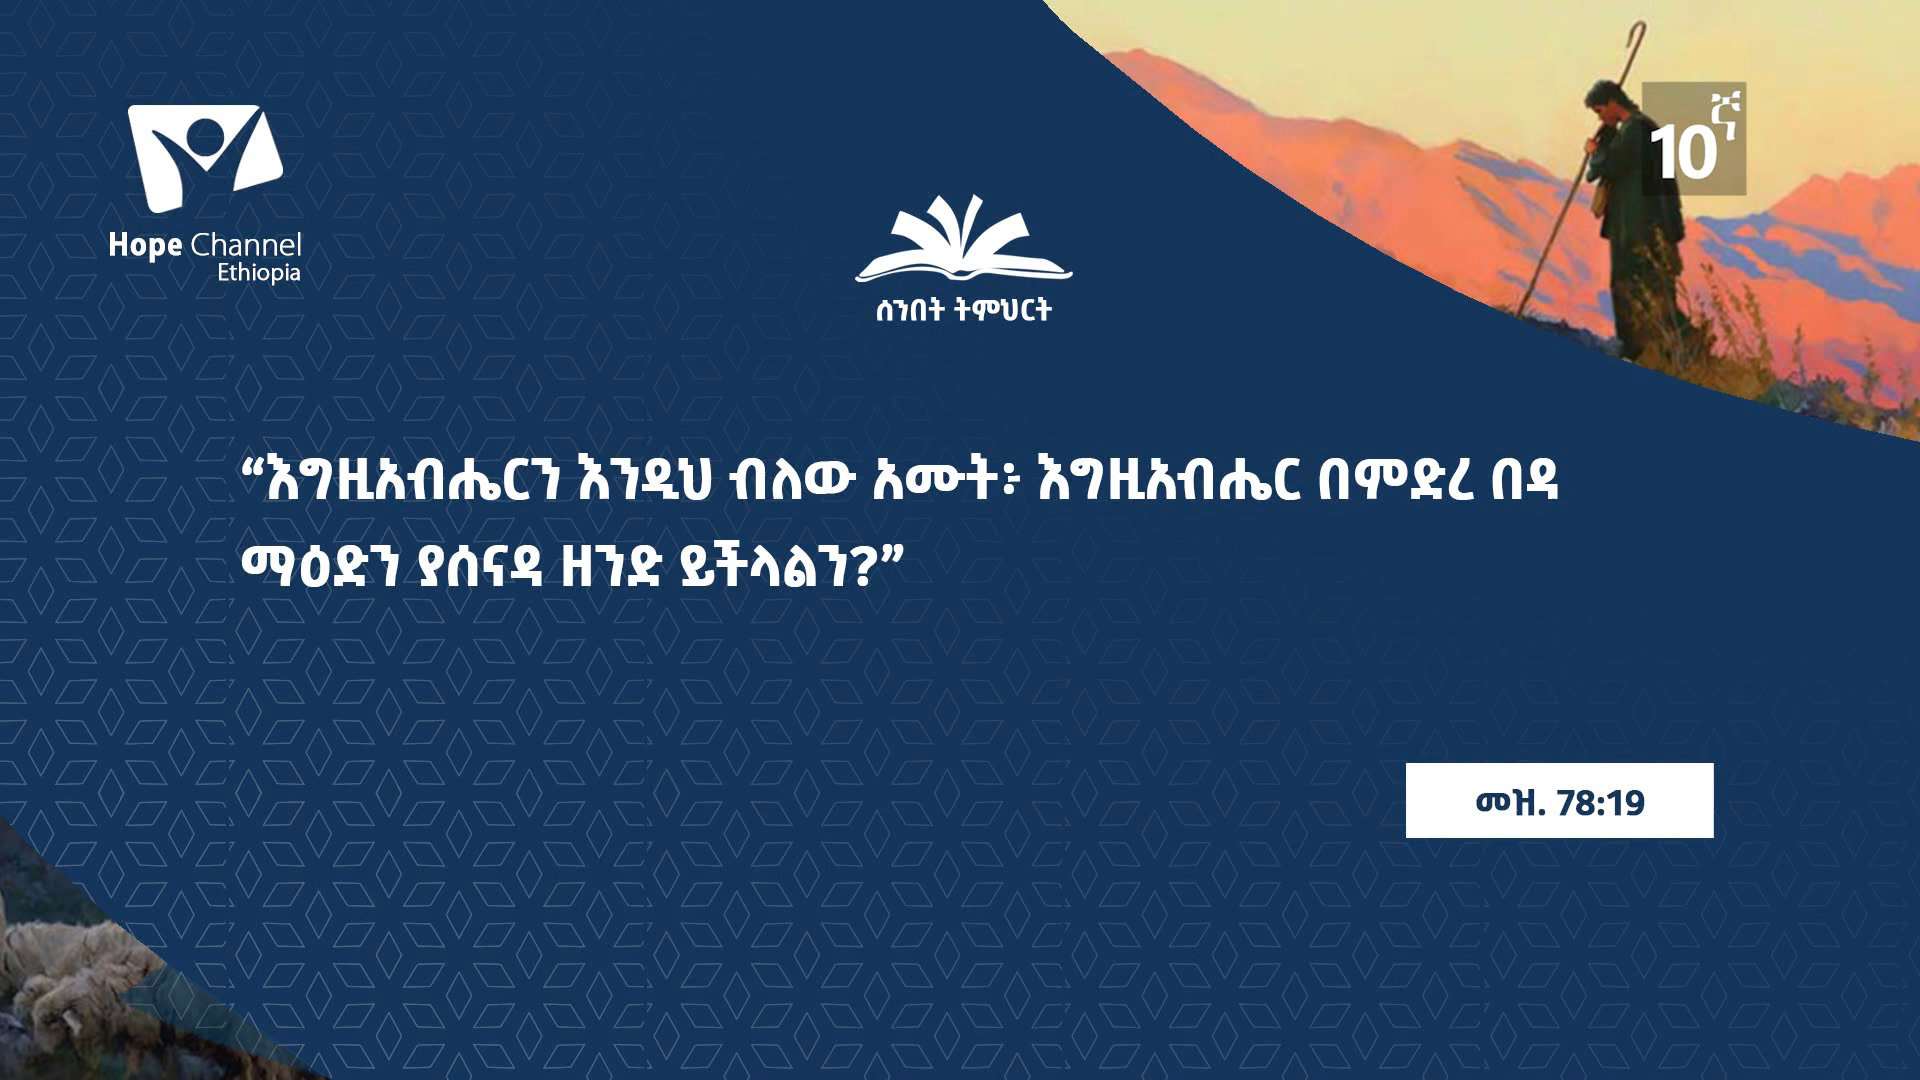 Hope Channel
Ethiopia
10ኛ
ሰንበት ትምህርት
“እግዚአብሔርን እንዲህ ብለው አሙት፥ እግዚአብሔር በምድረ በዳ
ማዕድን ያሰናዳ ዘንድ ይችላልን?”
መዝ. 78:19